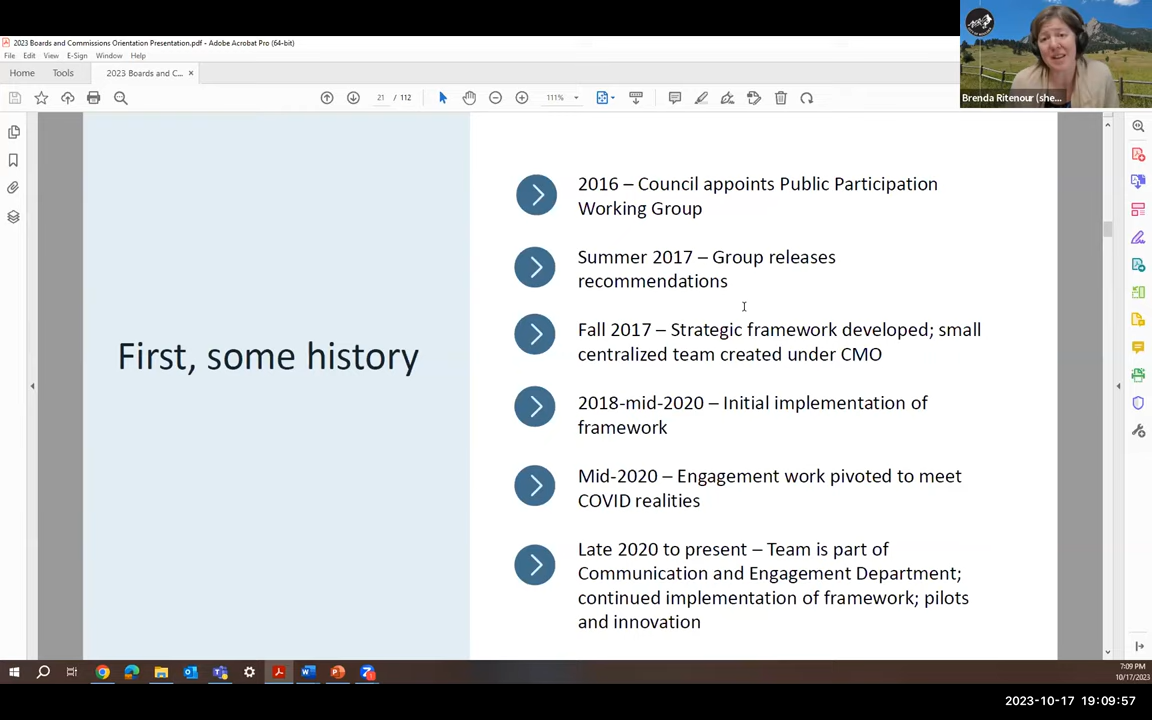 2023 Boards and Commissions Orientation Presentation.pdf - Adobe Acrobat Pro (64-bit)
File Edit View E-Sign Window Help
Home Tools 2023 Boards and C... ×
21 / 112 111%
Brenda Ritenour (she...
First, some history
2016 – Council appoints Public Participation
Working Group
Summer 2017 – Group releases
recommendations
Fall 2017 – Strategic framework developed; small
centralized team created under CMO
2018-mid-2020 – Initial implementation of
framework
Mid-2020 – Engagement work pivoted to meet
COVID realities
Late 2020 to present – Team is part of
Communication and Engagement Department;
continued implementation of framework; pilots
and innovation
7:09 PM
10/17/2023
2023-10-17 19:09:57